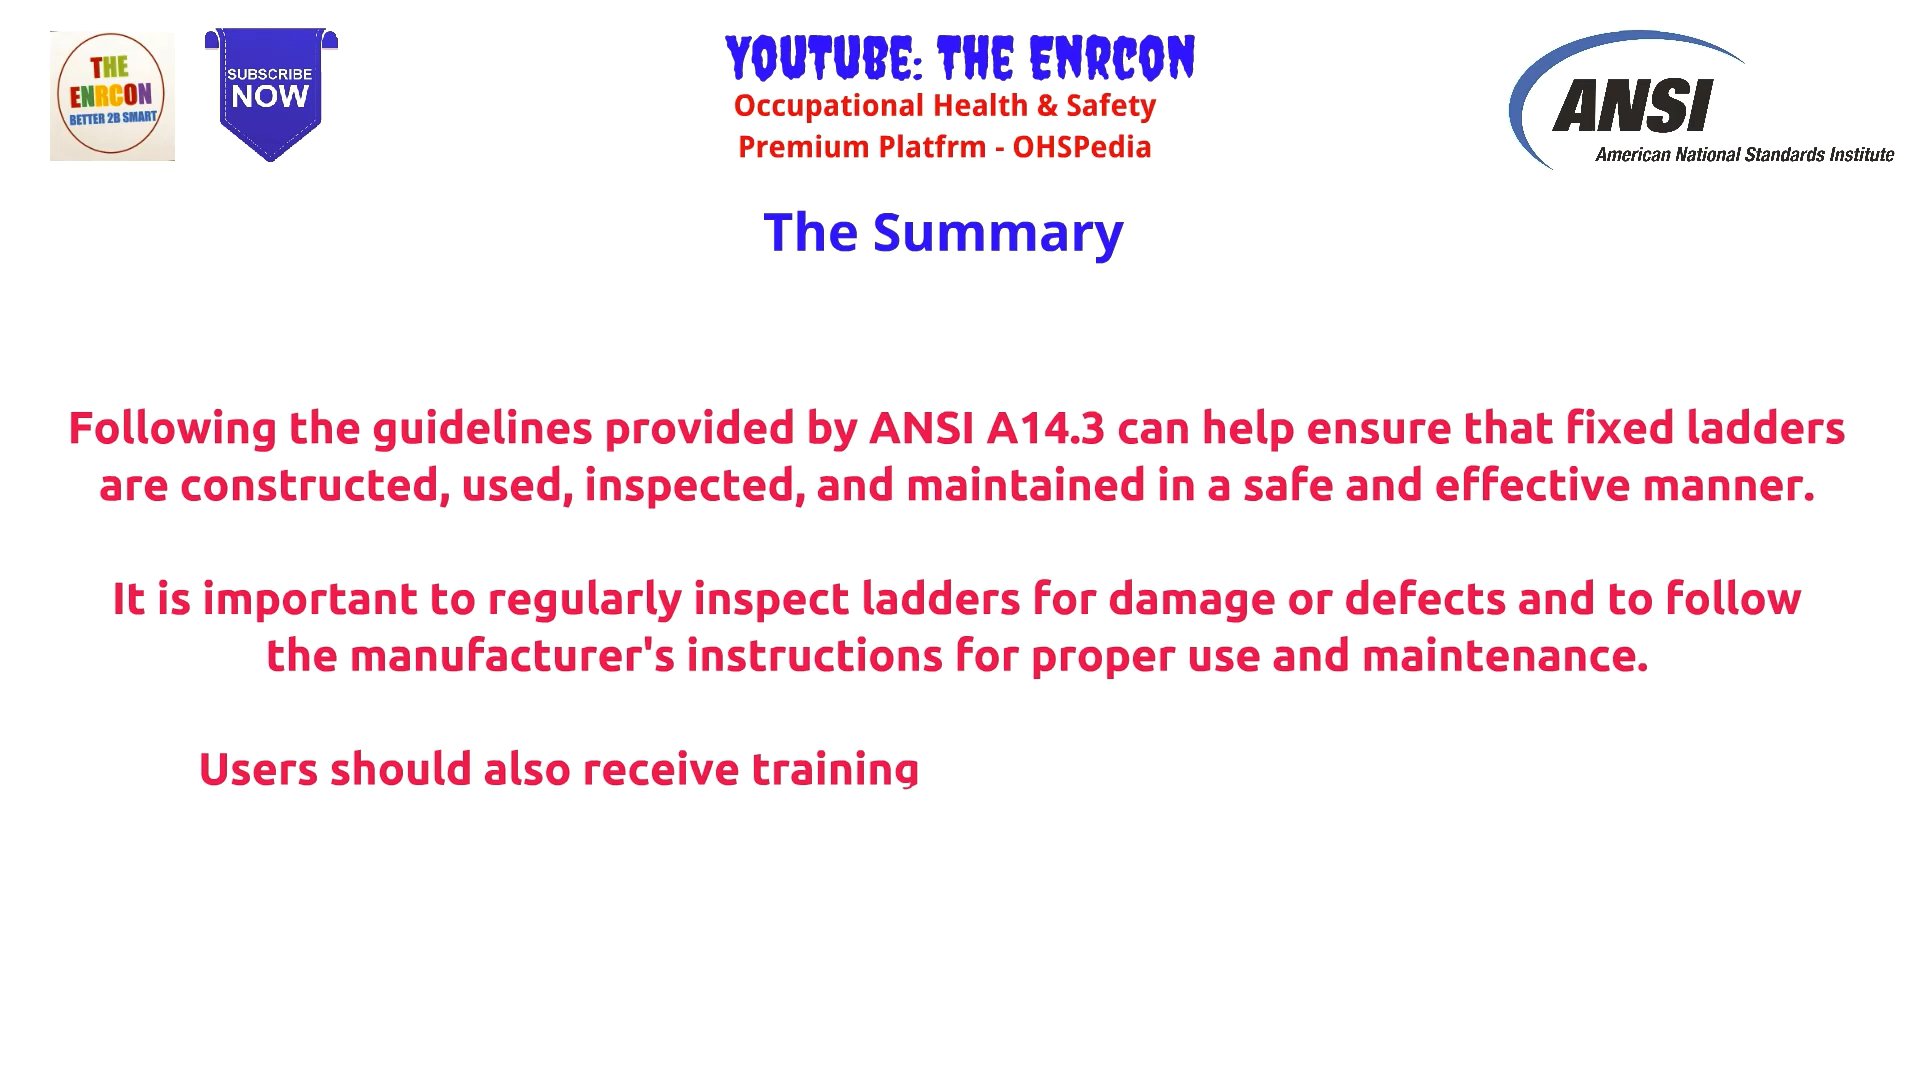 THE
ENRCON
BETTER 2B SMART
SUBSCRIBE
NOW
YOUTUBE: THE ENRCON
Occupational Health & Safety
Premium Platfrm - OHSPedia
ANSI
American National Standards Institute
The Summary
Following the guidelines provided by ANSI A14.3 can help ensure that fixed ladders
are constructed, used, inspected, and maintained in a safe and effective manner.
It is important to regularly inspect ladders for damage or defects and to follow
the manufacturer's instructions for proper use and maintenance.
Users should also receive training